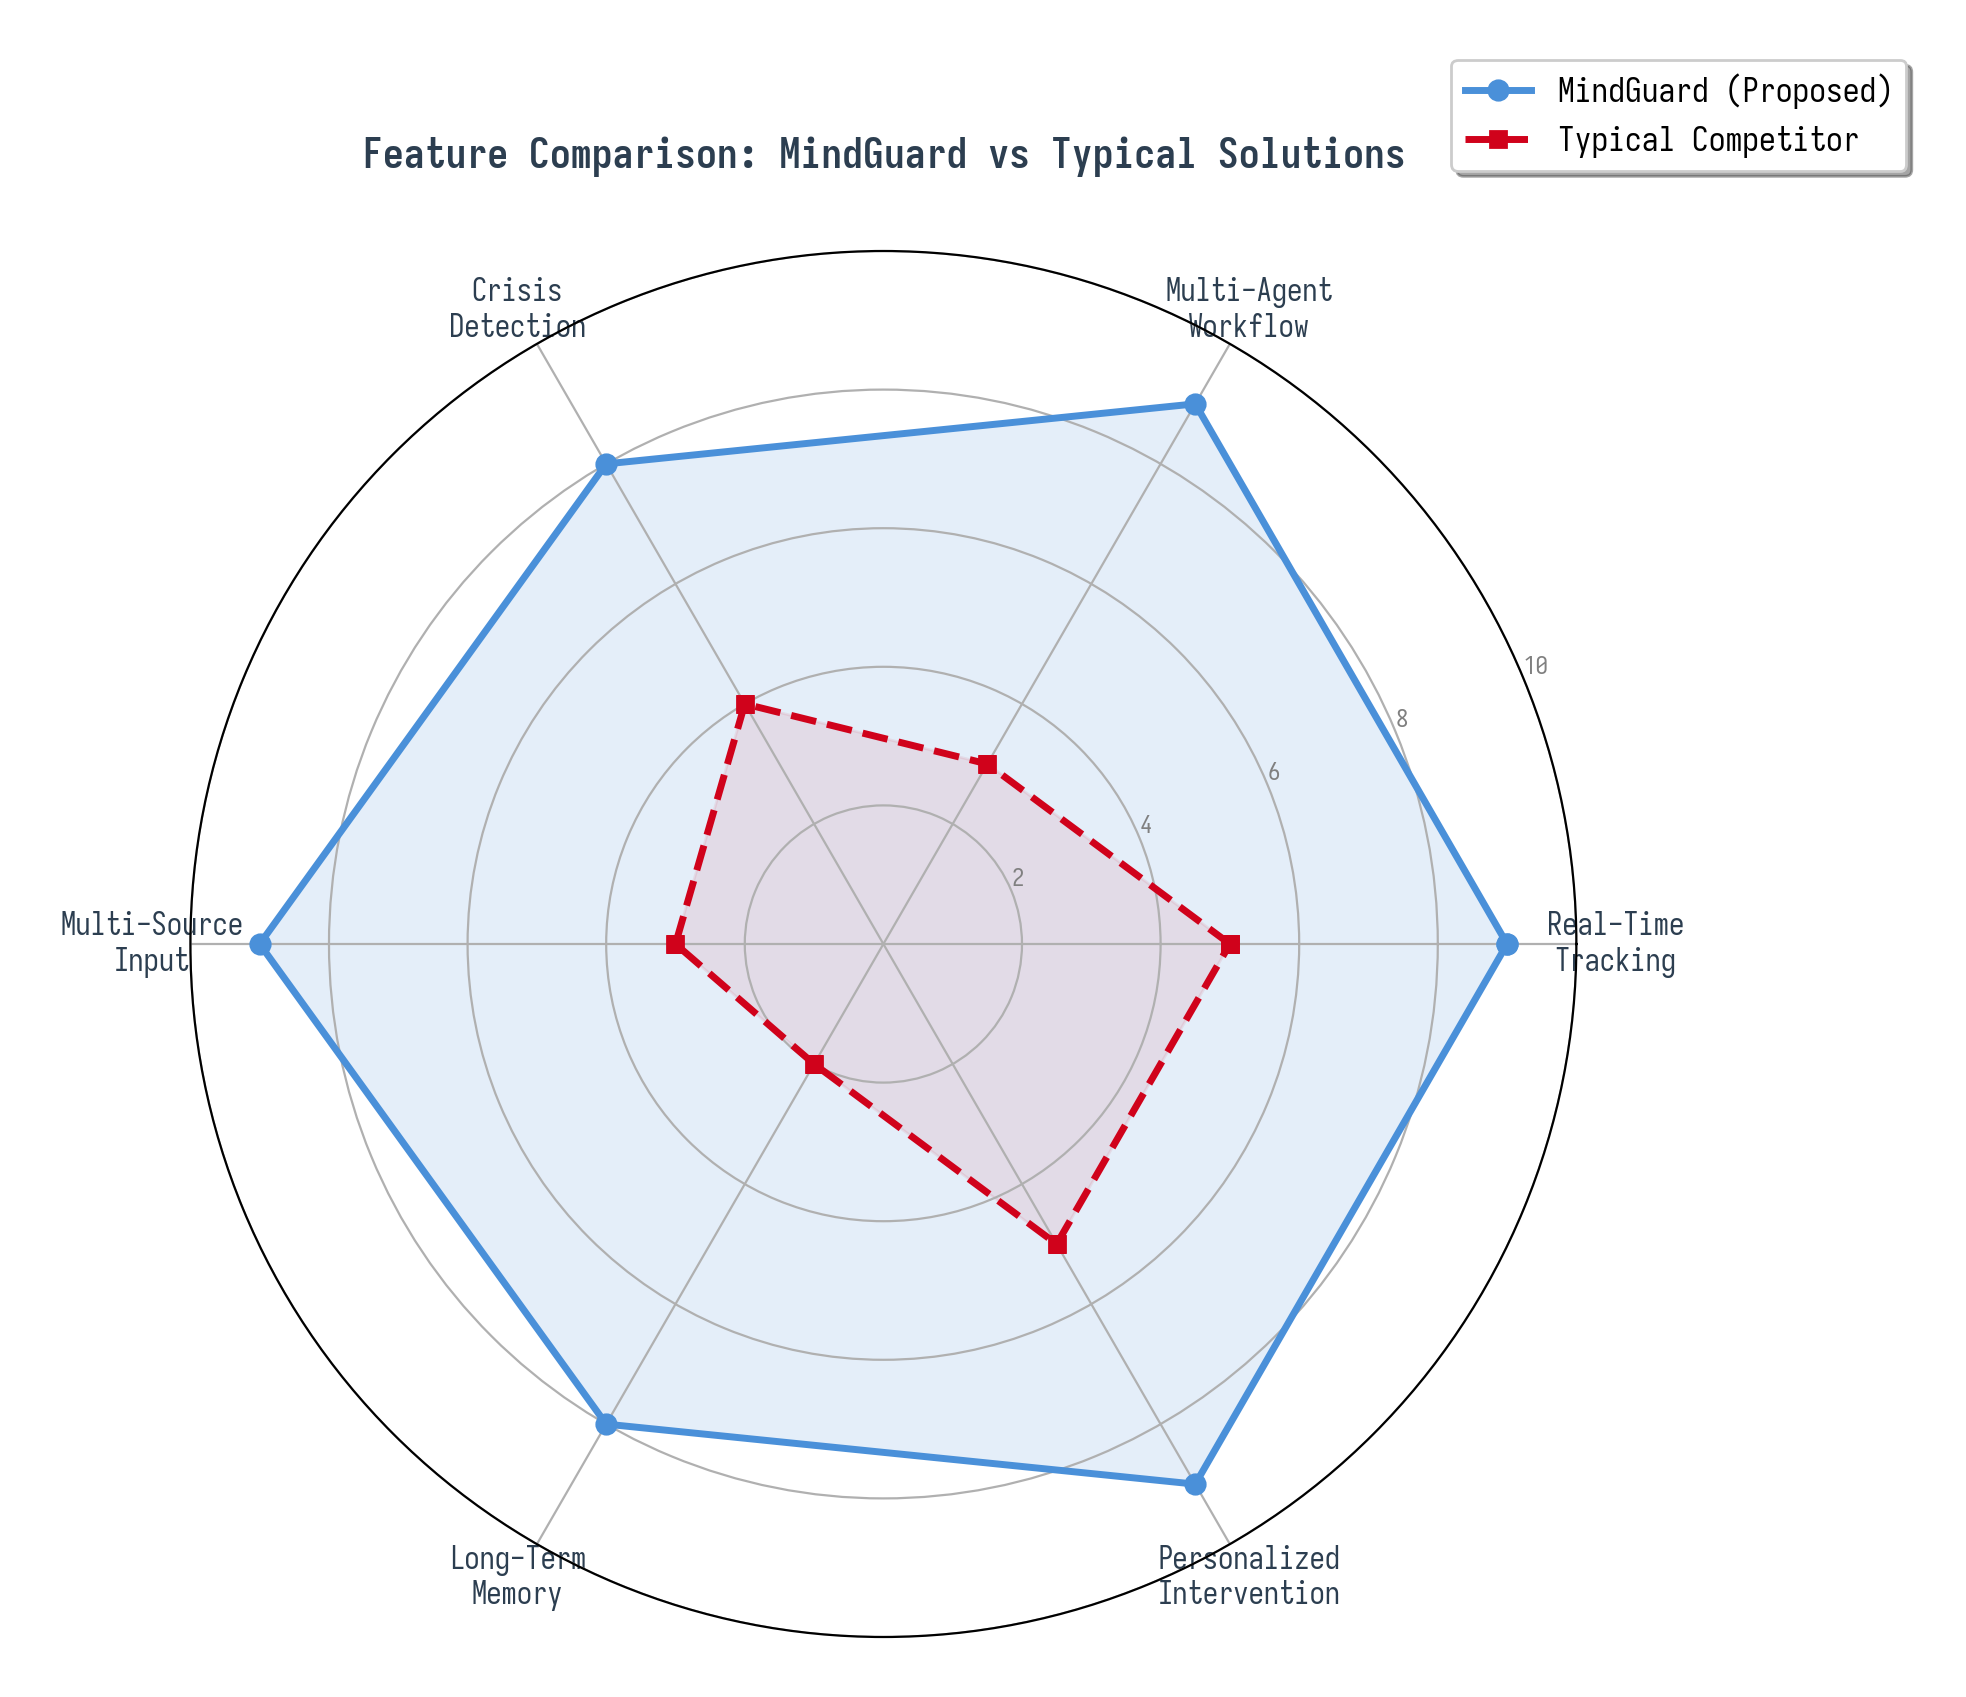 MindGuard (Proposed)
Typical Competitor
Feature Comparison: MindGuard vs Typical Solutions
Crisis
Detection
Multi-Agent
Workflow
10
8
6
4
2
Multi-Source
Input
Real-Time
Tracking
Long-Term
Memory
Personalized
Intervention